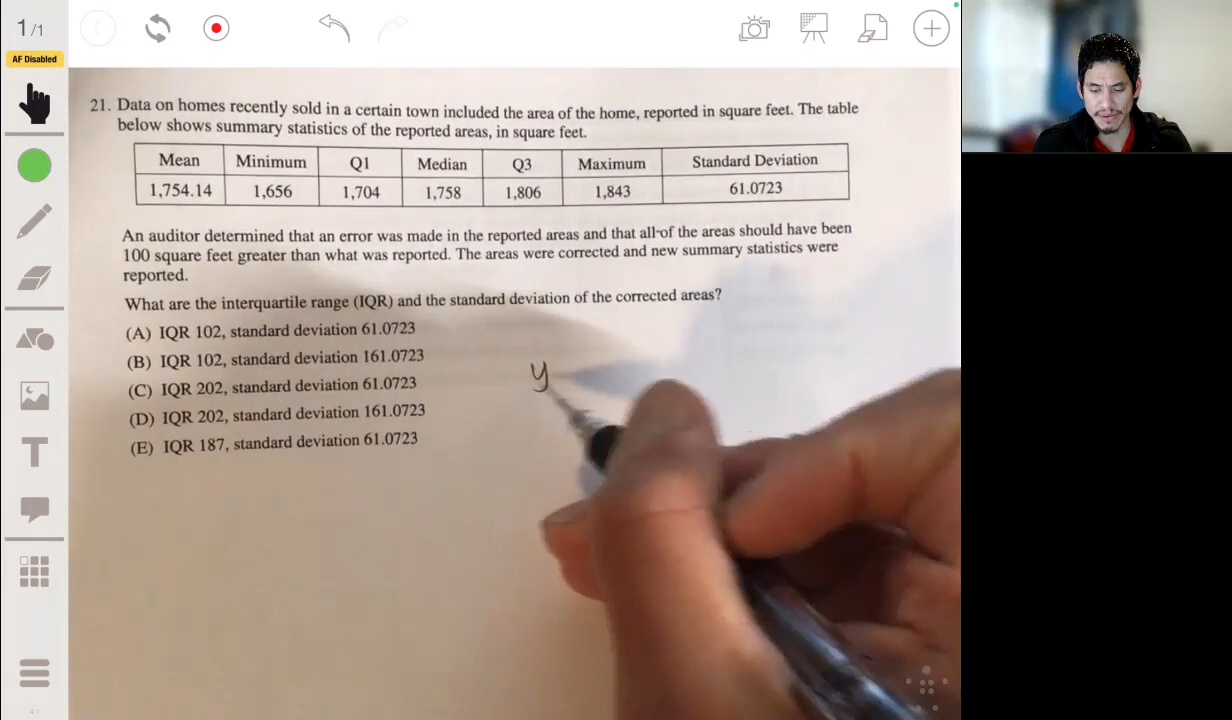 1/1
AF Disabled
21. Data on homes recently sold in a certain town included the area of the home, reported in square feet. The table
below shows summary statistics of the reported areas, in square feet.
Mean Minimum Q1 Median Q3 Maximum Standard Deviation
1,754.14 1,656 1,704 1,758 1,806 1,843 61.0723
An auditor determined that an error was made in the reported areas and that all of the areas should have been
100 square feet greater than what was reported. The areas were corrected and new summary statistics were
reported.
What are the interquartile range (IQR) and the standard deviation of the corrected areas?
(A) IQR 102, standard deviation 61.0723
(B) IQR 102, standard deviation 161.0723
(C) IQR 202, standard deviation 61.0723
(D) IQR 202, standard deviation 161.0723
(E) IQR 187, standard deviation 61.0723
y
T